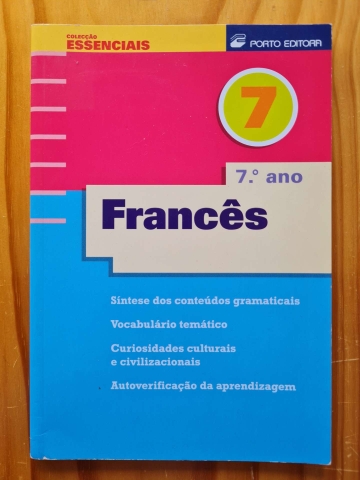 COLECÇÃO
ESSENCIAIS
PORTO EDITORA
7
7.º ano
Francês
Síntese dos conteúdos gramaticais
Vocabulário temático
Curiosidades culturais
e civilizacionais
Autoverificação da aprendizagem